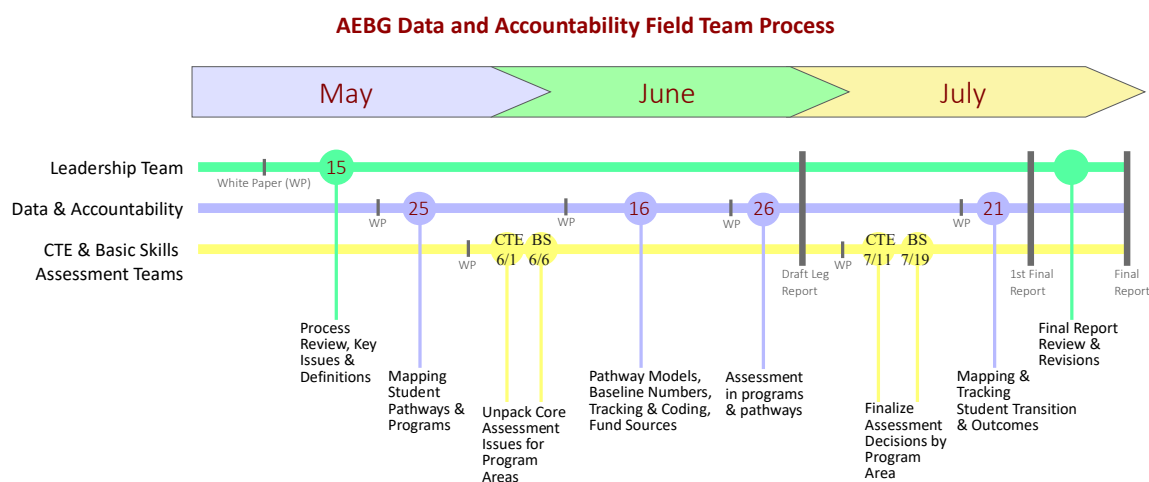 AEBG Data and Accountability Field Team Process
May
June
July
Leadership Team
White Paper (WP)
15
Data & Accountability
WP
25
WP
16
WP
26
WP
21
CTE & Basic Skills
Assessment Teams
WP
CTE
6/1
BS
6/6
WP
CTE
7/11
BS
7/19
Draft Leg
Report
1st Final
Report
Final
Report
Process
Review, Key
Issues &
Definitions
Mapping
Student
Pathways &
Programs
Unpack Core
Assessment
Issues for
Program
Areas
Pathway Models,
Baseline Numbers,
Tracking & Coding,
Fund Sources
Assessment
in programs
& pathways
Finalize
Assessment
Decisions by
Program
Area
Mapping &
Tracking
Student Transition
& Outcomes
Final Report
Review &
Revisions